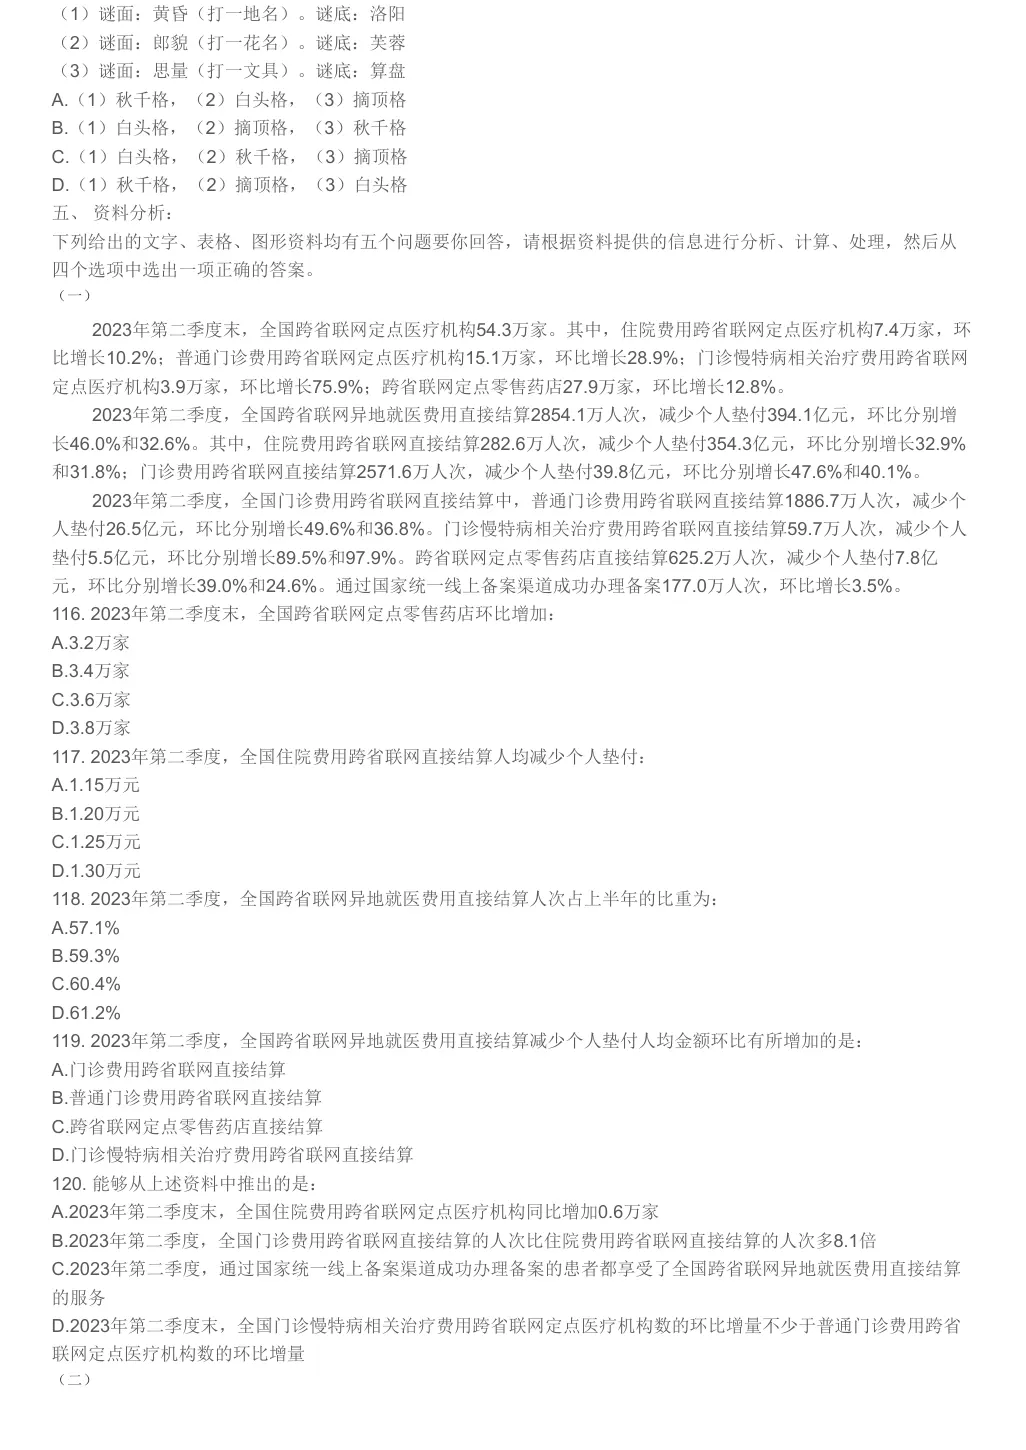 （1）谜面：黄昏（打一地名）。谜底：洛阳
（2）谜面：郎貌（打一花名）。谜底：芙蓉
（3）谜面：思量（打一文具）。谜底：算盘
A.（1）秋千格，（2）白头格，（3）摘顶格
B.（1）白头格，（2）摘顶格，（3）秋千格
C.（1）白头格，（2）秋千格，（3）摘顶格
D.（1）秋千格，（2）摘顶格，（3）白头格
五、 资料分析：
下列给出的文字、表格、图形资料均有五个问题要你回答，请根据资料提供的信息进行分析、计算、处理，然后从
四个选项中选出一项正确的答案。
（一）
2023年第二季度末，全国跨省联网定点医疗机构54.3万家。其中，住院费用跨省联网定点医疗机构7.4万家，环
比增长10.2%；普通门诊费用跨省联网定点医疗机构15.1万家，环比增长28.9%；门诊慢特病相关治疗费用跨省联网
定点医疗机构3.9万家，环比增长75.9%；跨省联网定点零售药店27.9万家，环比增长12.8%。
2023年第二季度，全国跨省联网异地就医费用直接结算2854.1万人次，减少个人垫付394.1亿元，环比分别增
长46.0%和32.6%。其中，住院费用跨省联网直接结算282.6万人次，减少个人垫付354.3亿元，环比分别增长32.9%
和31.8%；门诊费用跨省联网直接结算2571.6万人次，减少个人垫付39.8亿元，环比分别增长47.6%和40.1%。
2023年第二季度，全国门诊费用跨省联网直接结算中，普通门诊费用跨省联网直接结算1886.7万人次，减少个
人垫付26.5亿元，环比分别增长49.6%和36.8%。门诊慢特病相关治疗费用跨省联网直接结算59.7万人次，减少个人
垫付5.5亿元，环比分别增长89.5%和97.9%。跨省联网定点零售药店直接结算625.2万人次，减少个人垫付7.8亿
元，环比分别增长39.0%和24.6%。通过国家统一线上备案渠道成功办理备案177.0万人次，环比增长3.5%。
116. 2023年第二季度末，全国跨省联网定点零售药店环比增加：
A.3.2万家
B.3.4万家
C.3.6万家
D.3.8万家
117. 2023年第二季度，全国住院费用跨省联网直接结算人均减少个人垫付：
A.1.15万元
B.1.20万元
C.1.25万元
D.1.30万元
118. 2023年第二季度，全国跨省联网异地就医费用直接结算人次占上半年的比重为：
A.57.1%
B.59.3%
C.60.4%
D.61.2%
119. 2023年第二季度，全国跨省联网异地就医费用直接结算减少个人垫付人均金额环比有所增加的是：
A.门诊费用跨省联网直接结算
B.普通门诊费用跨省联网直接结算
C.跨省联网定点零售药店直接结算
D.门诊慢特病相关治疗费用跨省联网直接结算
120. 能够从上述资料中推出的是：
A.2023年第二季度末，全国住院费用跨省联网定点医疗机构同比增加0.6万家
B.2023年第二季度，全国门诊费用跨省联网直接结算的人次比住院费用跨省联网直接结算的人次多8.1倍
C.2023年第二季度，通过国家统一线上备案渠道成功办理备案的患者都享受了全国跨省联网异地就医费用直接结算
的服务
D.2023年第二季度末，全国门诊慢特病相关治疗费用跨省联网定点医疗机构数的环比增量不少于普通门诊费用跨省
联网定点医疗机构数的环比增量
（二）